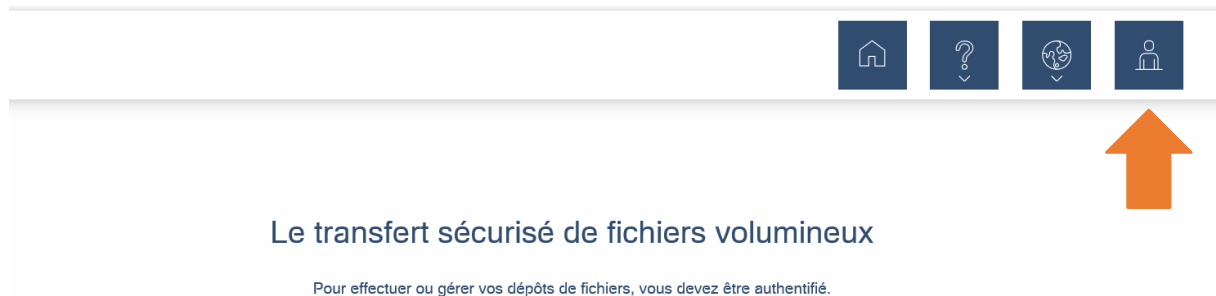 Le transfert sécurisé de fichiers volumineux
Pour effectuer ou gérer vos dépôts de fichiers, vous devez être authentifié.